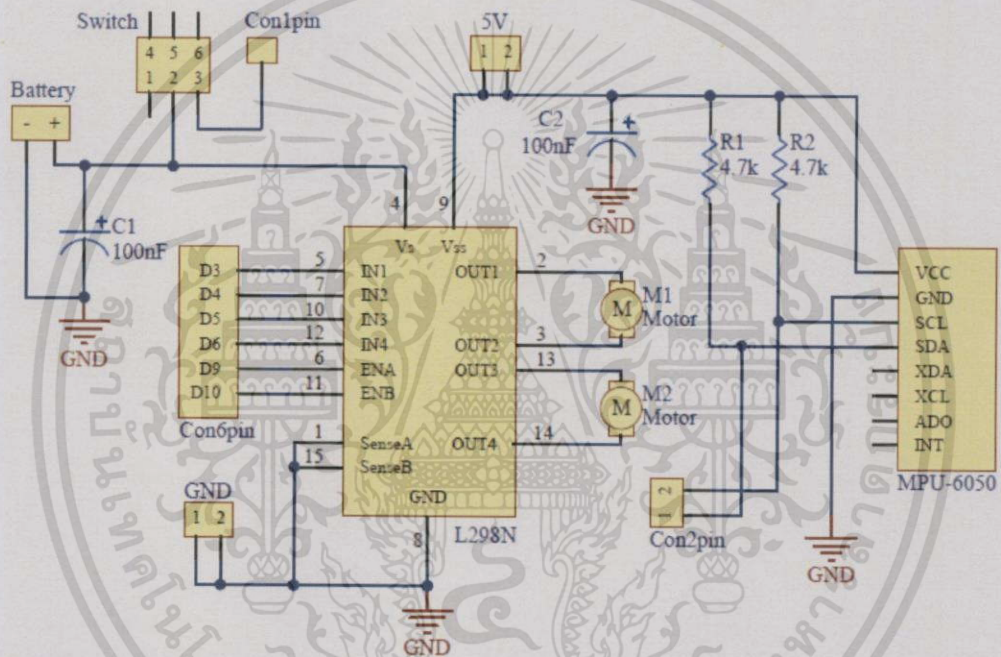 Switch
Con1pin
5V
4 5 6
1 2 3
1 2
Battery
- +
C2
100nF
R1
4.7k
R2
4.7k
C1
100nF
GND
GND
4
9
Vs
Vss
D3
D4
D5
D6
D9
D10
Con6pin
5
7
10
12
6
11
1
15
IN1
IN2
IN3
IN4
ENA
ENB
SenseA
SenseB
GND
8
L298N
OUT1
OUT2
OUT3
OUT4
2
3
13
14
M
M1
Motor
M
M2
Motor
VCC
GND
SCL
SDA
XDA
XCL
ADO
INT
MPU-6050
2
1
Con2pin
GND
GND
1 2
GND